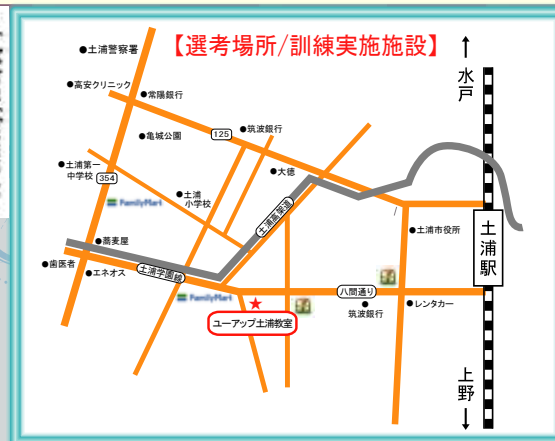 【選考場所/訓練実施施設】
水戸
●土浦警察署
●高安クリニック
●常陽銀行
●亀城公園
125
●筑波銀行
●大徳
●土浦第一
中学校
354
●土浦
小学校
FamilyMart
土浦高架道
●土浦市役所
土浦駅
●蕎麦屋
●歯医者
●エネオス
土浦学園線
FamilyMart
八間通り
●レンタカー
●
筑波銀行
★
ユーアップ土浦教室
上野